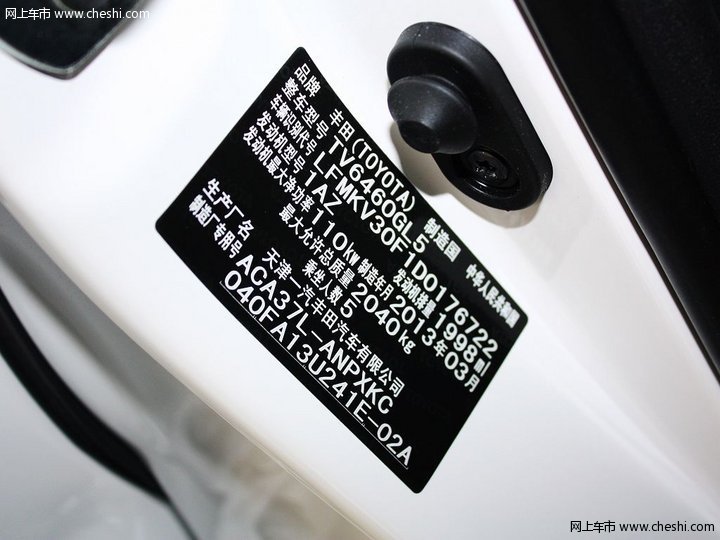 网上车市 www.cheshi.com
品牌 丰田(TOYOTA) 制造国 中华人民共和国
整车型号 TV6460GL5
车辆识别代号 LFMKV30F1D0176722
发动机型号 1AZ 发动机排量 1998ml
发动机最大净功率 110kW 制造年月 2013年03月
最大允许总质量 2040kg
乘坐人数 5
生产厂名 天津一汽丰田汽车有限公司
制造厂专用号 ACA37L-ANPXKC
040FA13U241E-02A
网上车市 www.cheshi.com